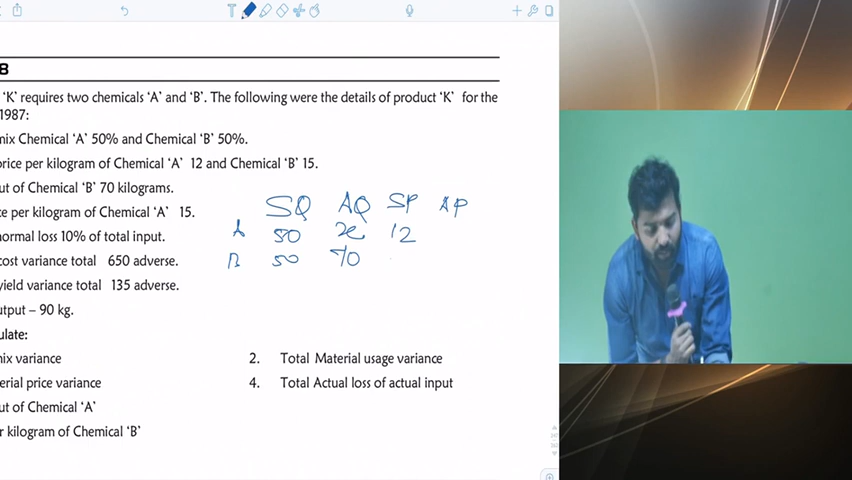 B
'K' requires two chemicals 'A' and 'B'. The following were the details of product 'K' for the
1987:
mix Chemical 'A' 50% and Chemical 'B' 50%.
price per kilogram of Chemical 'A' 12 and Chemical 'B' 15.
ut of Chemical 'B' 70 kilograms.
ce per kilogram of Chemical 'A' 15.
normal loss 10% of total input.
cost variance total 650 adverse.
yield variance total 135 adverse.
utput – 90 kg.
ulate:
mix variance
2. Total Material usage variance
erial price variance
4. Total Actual loss of actual input
ut of Chemical 'A'
r kilogram of Chemical 'B'
SQ AQ SP AP
A 50 x 12
B 50 70